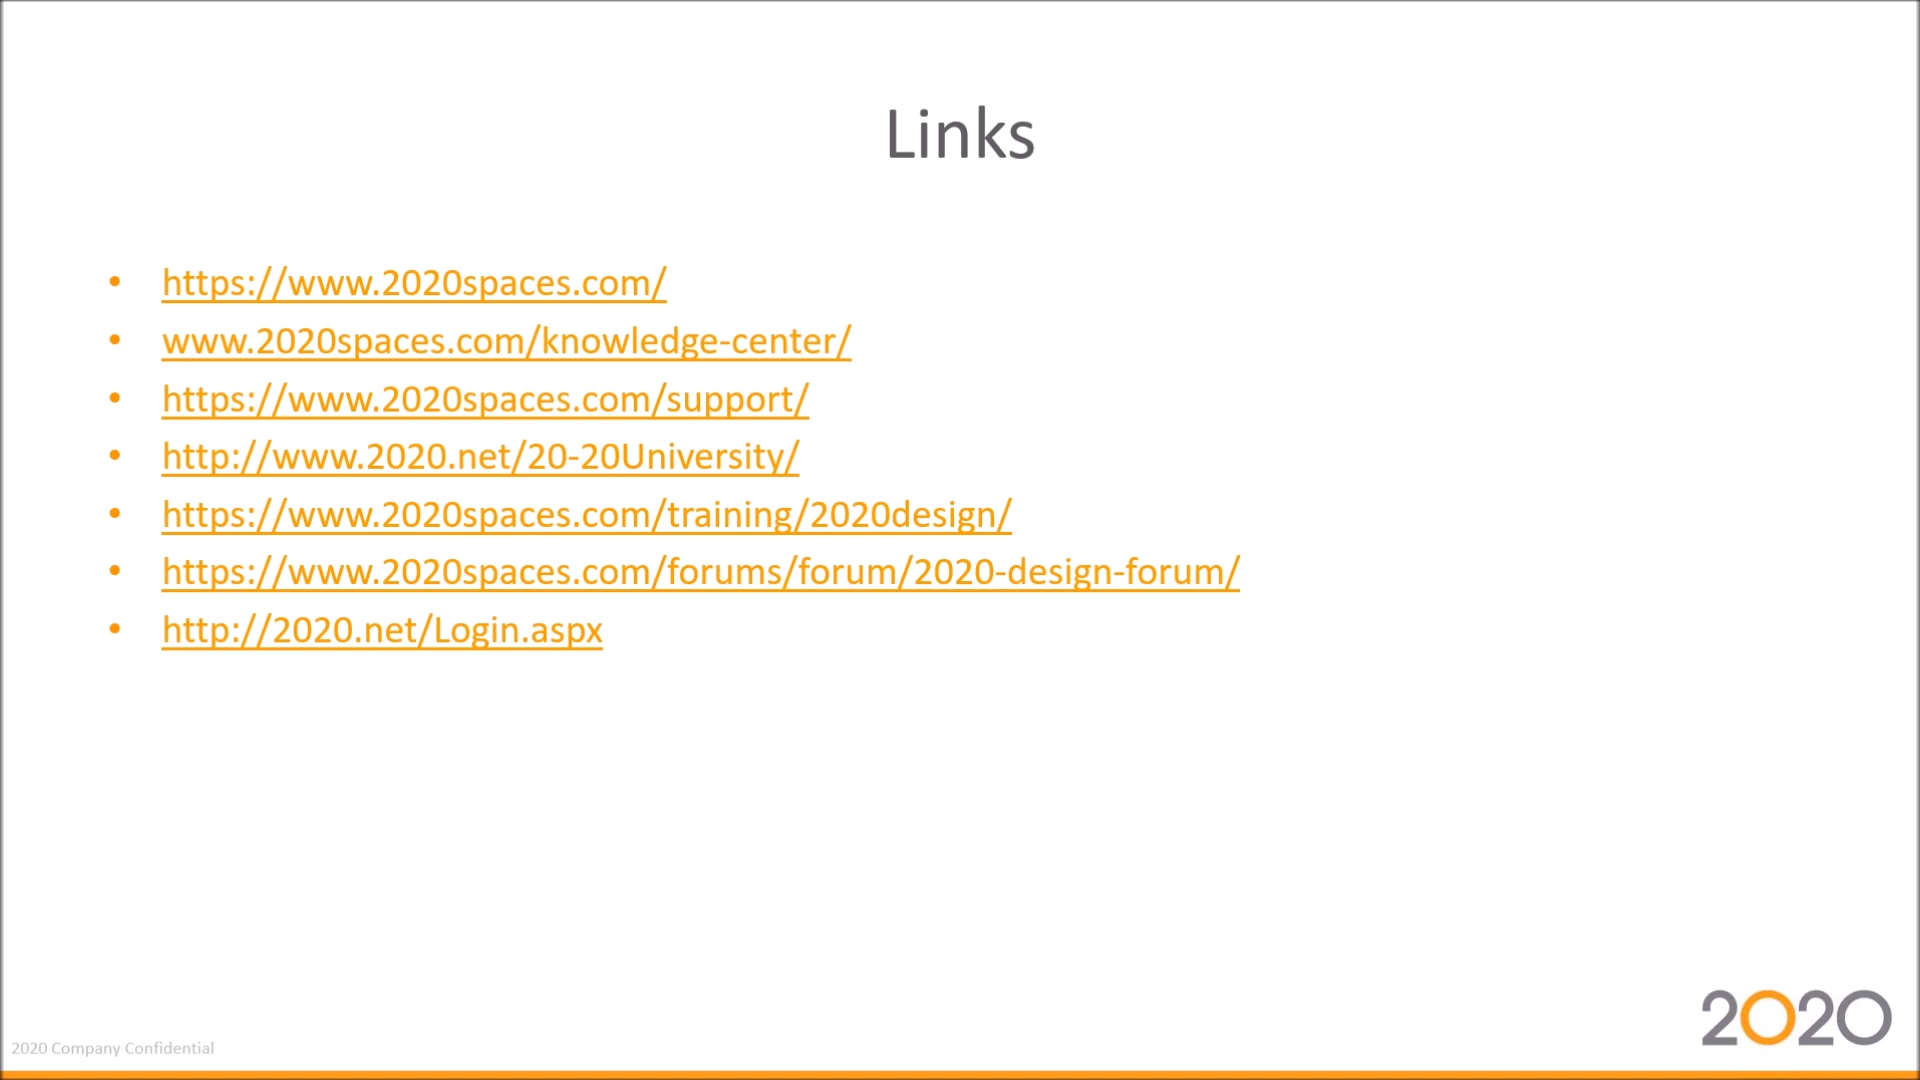 Links
• https://www.2020spaces.com/
• www.2020spaces.com/knowledge-center/
• https://www.2020spaces.com/support/
• http://www.2020.net/20-20University/
• https://www.2020spaces.com/training/2020design/
• https://www.2020spaces.com/forums/forum/2020-design-forum/
• http://2020.net/Login.aspx
2020
2020 Company Confidential